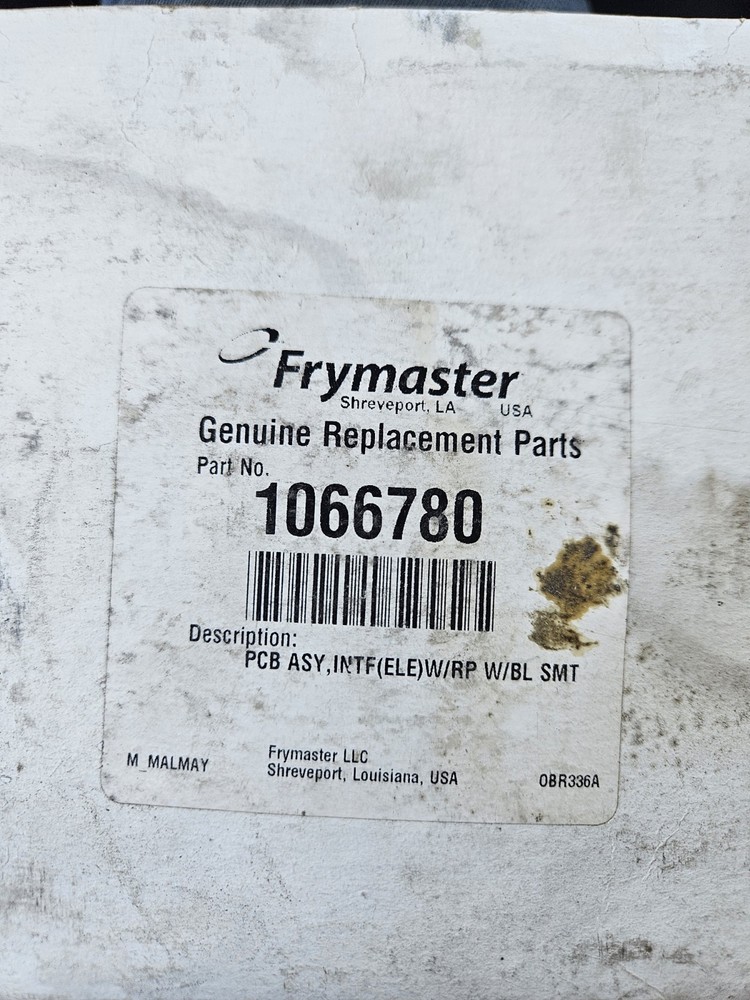 Frymaster
Shreveport, LA USA
Genuine Replacement Parts
Part No.
1066780
Description:
PCB ASY,INTF(ELE)W/RP W/BL SMT
M_MALMAY
Frymaster LLC
Shreveport, Louisiana, USA
0BR336A